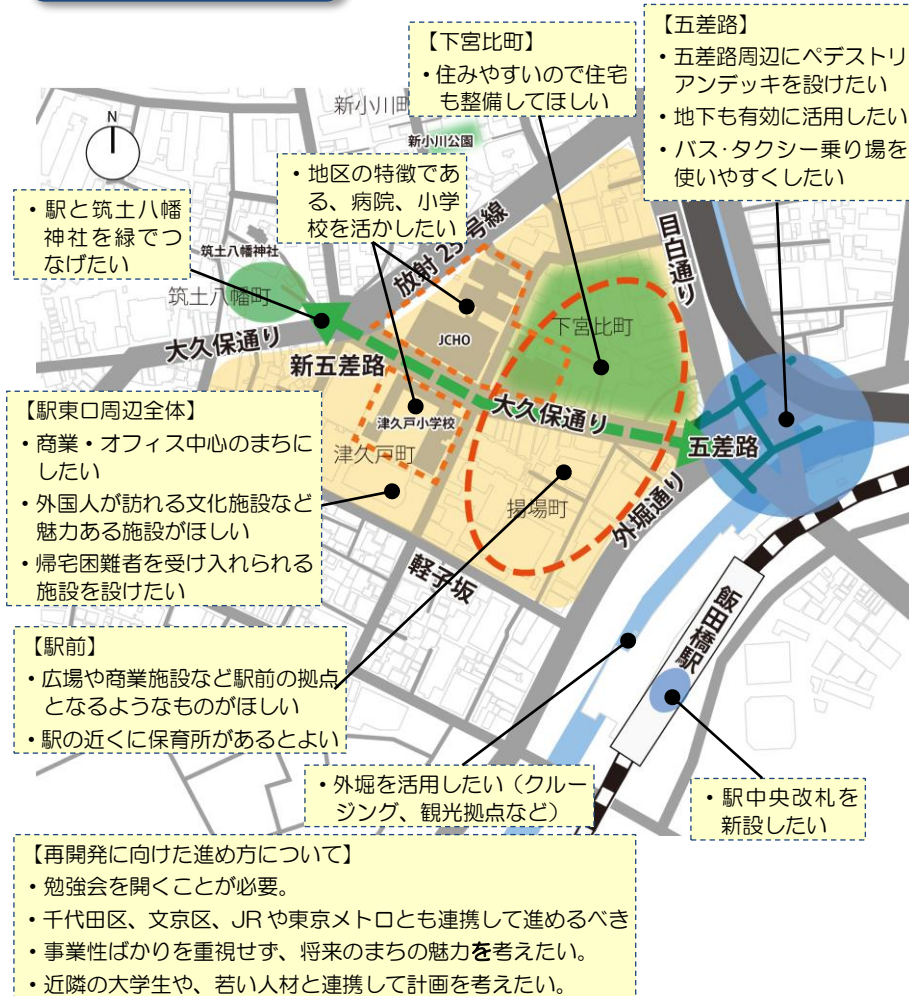 【下宮比町】
・住みやすいので住宅
も整備してほしい
【五差路】
・五差路周辺にペデストリ
アンデッキを設けたい
・地下も有効に活用したい
・バス・タクシー乗り場を
使いやすくしたい
新小川町
新小川公園
N
・地区の特徴であ
る、病院、小学
校を活かしたい
・駅と筑土八幡
神社を緑でつ
なげたい
筑土八幡神社
筑土八幡町
放射25号線
目白通り
大久保通り
新五差路
JCHO
下宮比町
大久保通り
五差路
津久戸小学校
津久戸町
揚場町
外堀通り
軽子坂
飯田橋駅
【駅東口周辺全体】
・商業・オフィス中心のまちに
したい
・外国人が訪れる文化施設など
魅力ある施設がほしい
・帰宅困難者を受け入れられる
施設を設けたい
【駅前】
・広場や商業施設など駅前の拠点
となるようなものがほしい
・駅の近くに保育所があるとよい
・外堀を活用したい（クルー
ジング、観光拠点など）
・駅中央改札を
新設したい
【再開発に向けた進め方について】
・勉強会を開くことが必要。
・千代田区、文京区、JRや東京メトロとも連携して進めるべき
・事業性ばかりを重視せず、将来のまちの魅力を考えたい。
・近隣の大学生や、若い人材と連携して計画を考えたい。